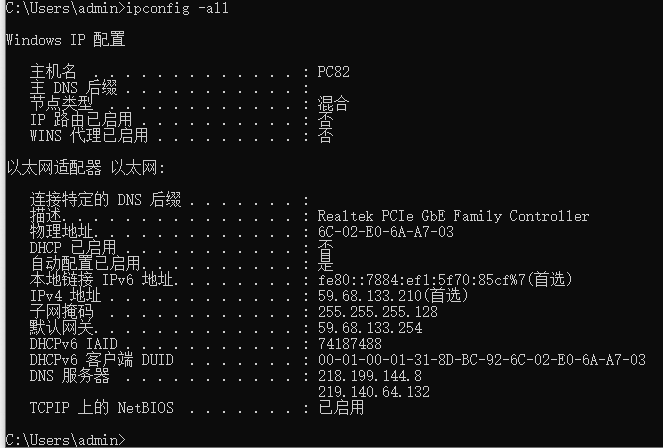 C:\Users\admin>ipconfig -all
Windows IP 配置
主机名 . . . . . . . . . . . . . : PC82
主 DNS 后缀 . . . . . . . . . . . :
节点类型 . . . . . . . . . . . . : 混合
IP 路由已启用 . . . . . . . . . . : 否
WINS 代理已启用 . . . . . . . . . : 否
以太网适配器 以太网:
连接特定的 DNS 后缀 . . . . . . . :
描述. . . . . . . . . . . . . . . : Realtek PCIe GbE Family Controller
物理地址. . . . . . . . . . . . . : 6C-02-E0-6A-A7-03
DHCP 已启用 . . . . . . . . . . . : 否
自动配置已启用. . . . . . . . . . : 是
本地链接 IPv6 地址. . . . . . . . : fe80::7884:ef1:5f70:85cf%7(首选)
IPv4 地址 . . . . . . . . . . . . : 59.68.133.210(首选)
子网掩码 . . . . . . . . . . . . : 255.255.255.128
默认网关. . . . . . . . . . . . . : 59.68.133.254
DHCPv6 IAID . . . . . . . . . . . : 74187488
DHCPv6 客户端 DUID . . . . . . . : 00-01-00-01-31-8D-BC-92-6C-02-E0-6A-A7-03
DNS 服务器 . . . . . . . . . . . : 218.199.144.8
219.140.64.132
TCPIP 上的 NetBIOS . . . . . . . : 已启用
C:\Users\admin>